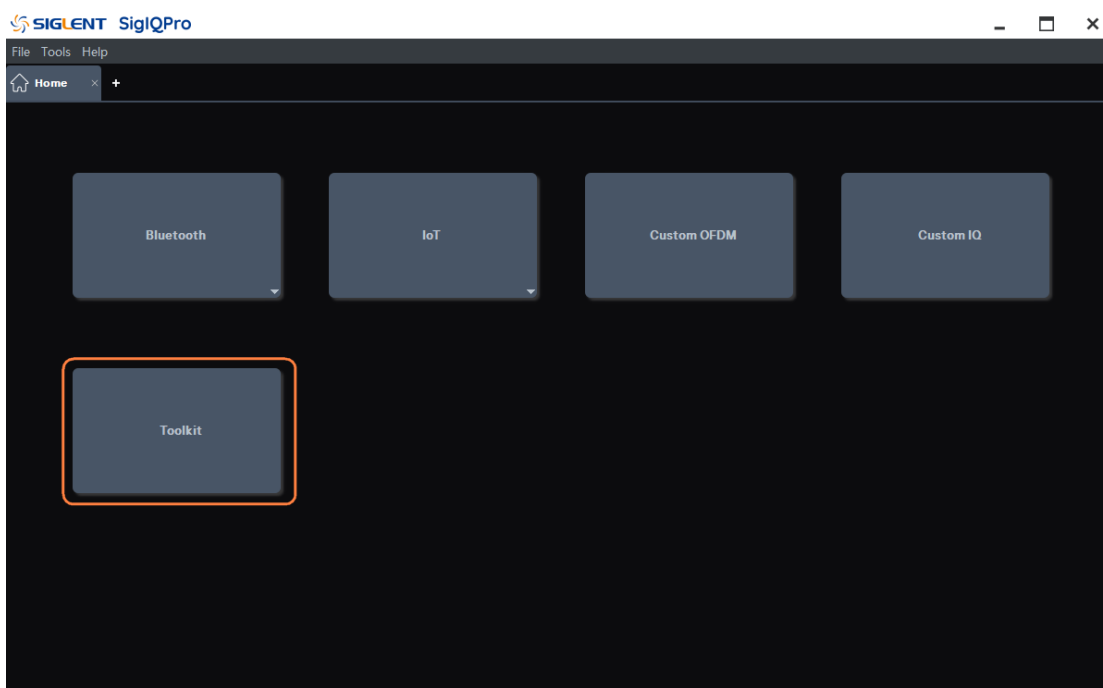 SIGLENT SigIQPro
File Tools Help
Home × +
Bluetooth
IoT
Custom OFDM
Custom IQ
Toolkit